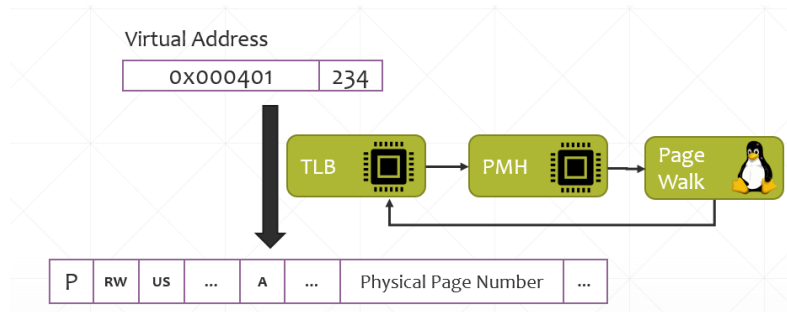 Virtual Address
0x000401 234
TLB PMH Page
Walk
P RW US ... A ... Physical Page Number ...